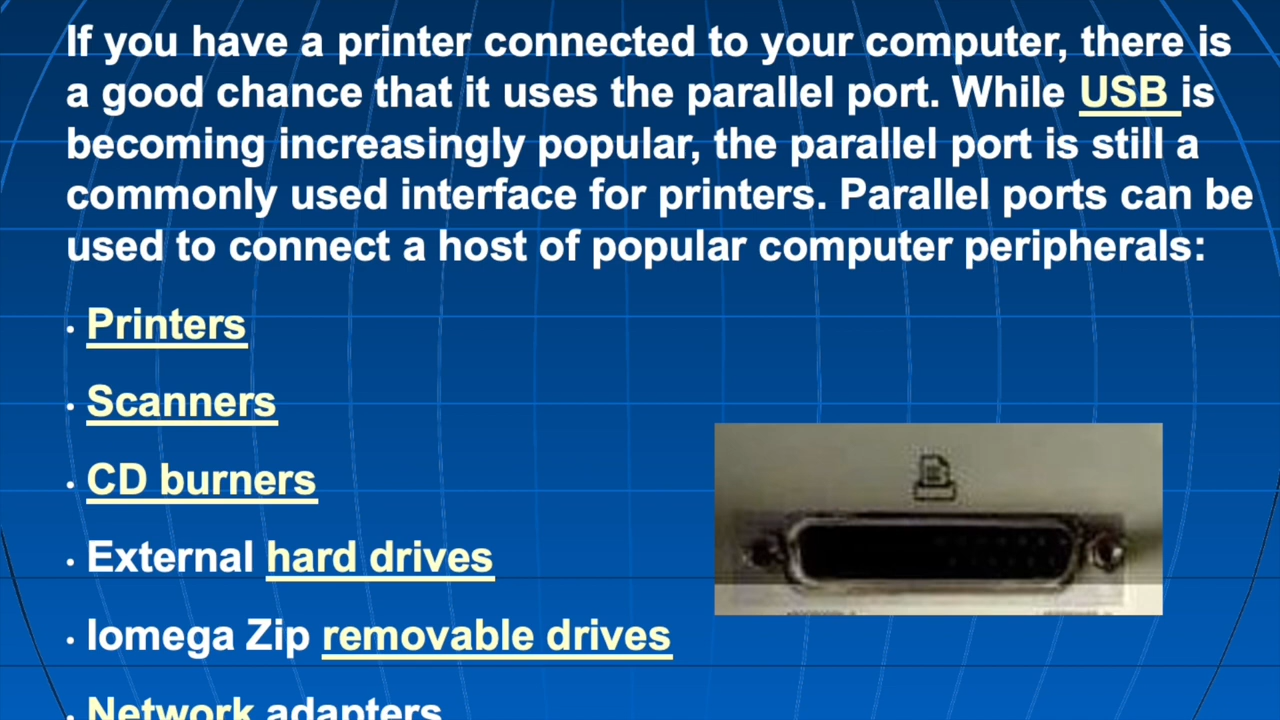 If you have a printer connected to your computer, there is
a good chance that it uses the parallel port. While USB is
becoming increasingly popular, the parallel port is still a
commonly used interface for printers. Parallel ports can be
used to connect a host of popular computer peripherals:
• Printers
• Scanners
• CD burners
• External hard drives
• Iomega Zip removable drives
• Network adapters